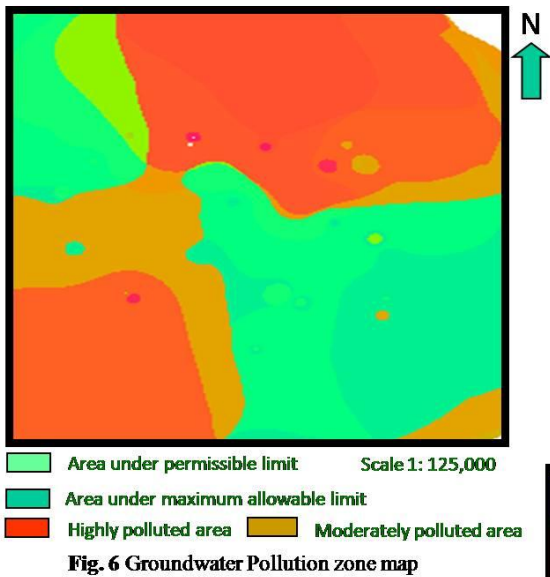 N
Area under permissible limit Scale 1: 125,000
Area under maximum allowable limit
Highly polluted area Moderately polluted area
Fig. 6 Groundwater Pollution zone map